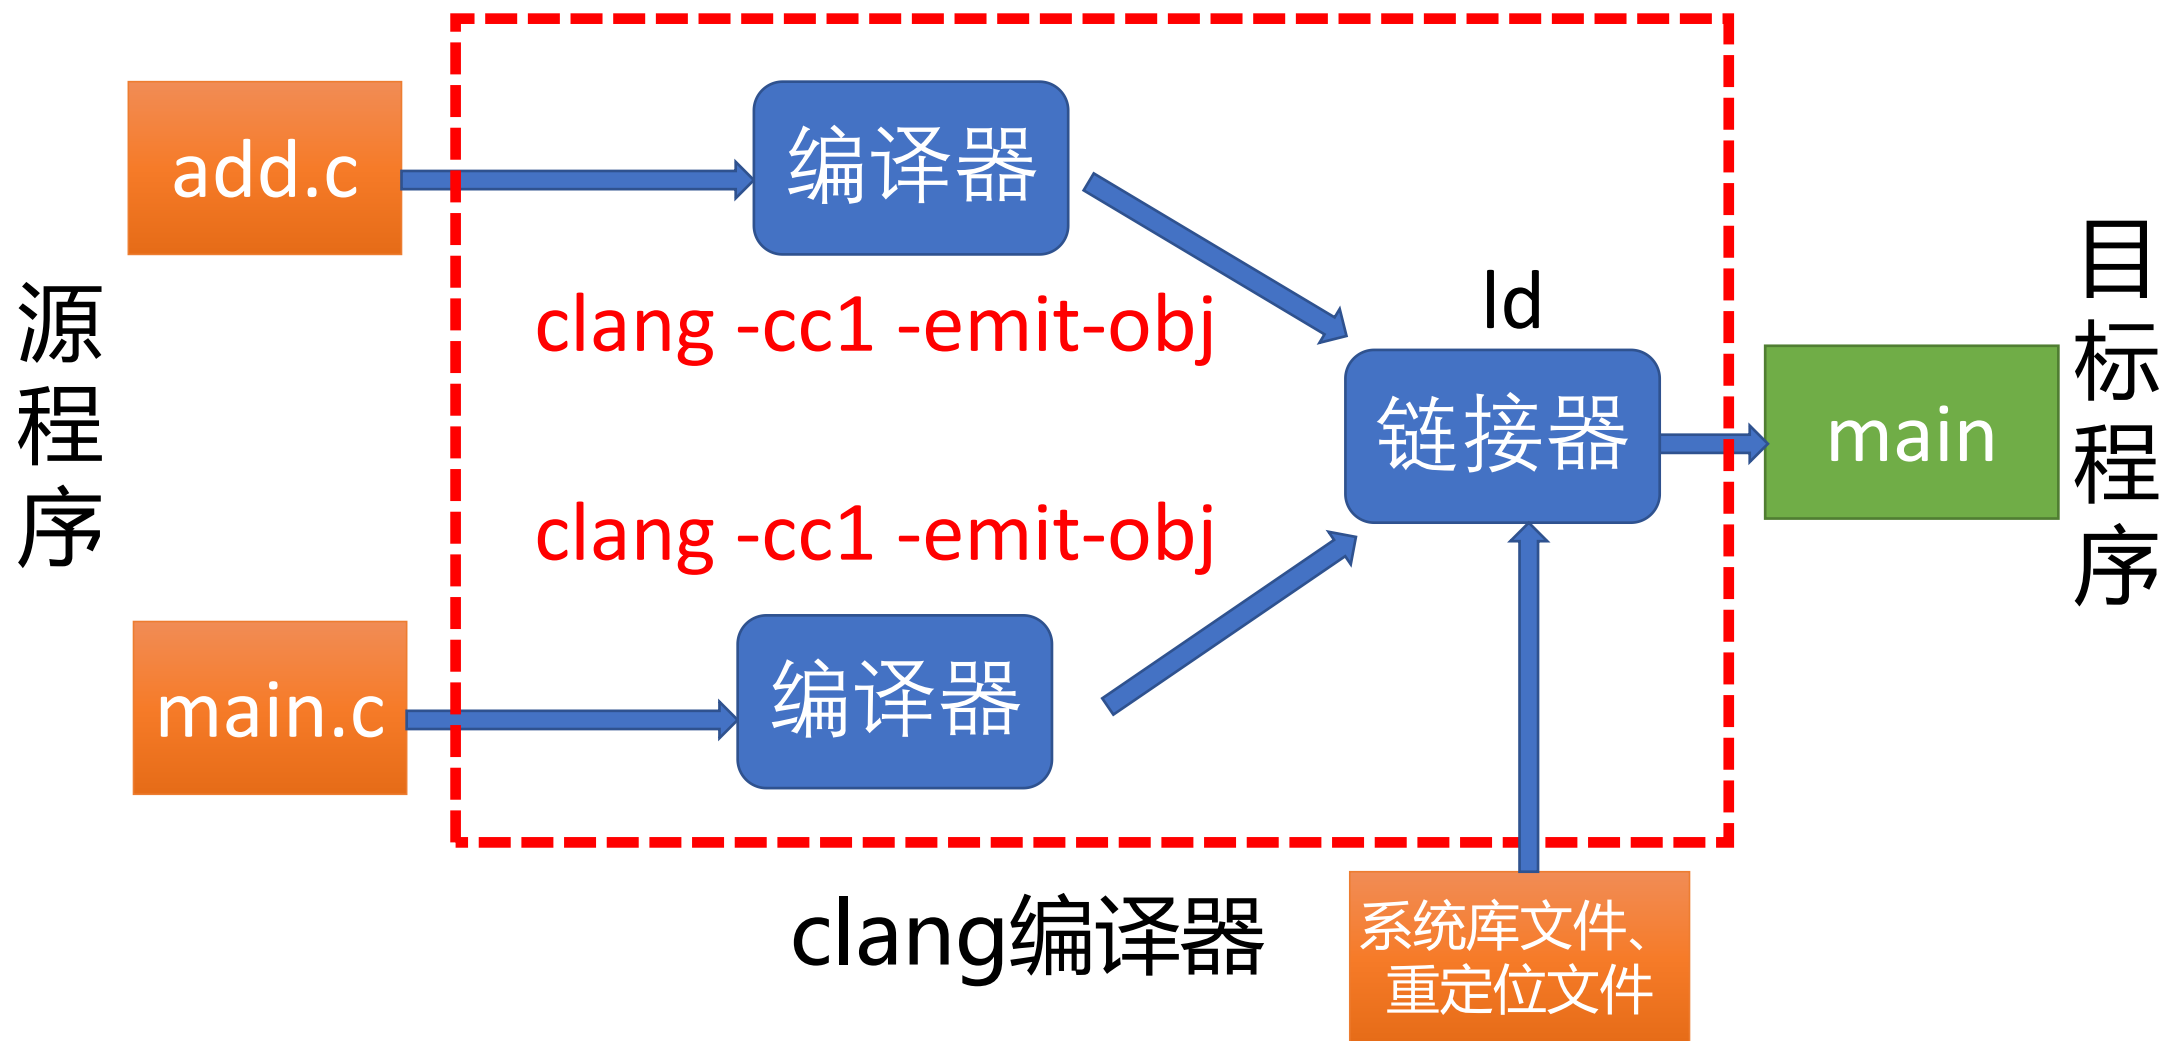 源程序
add.c
编译器
clang -cc1 -emit-obj
clang -cc1 -emit-obj
main.c
编译器
ld
链接器
main
目标程序
clang编译器
系统库文件、
重定位文件